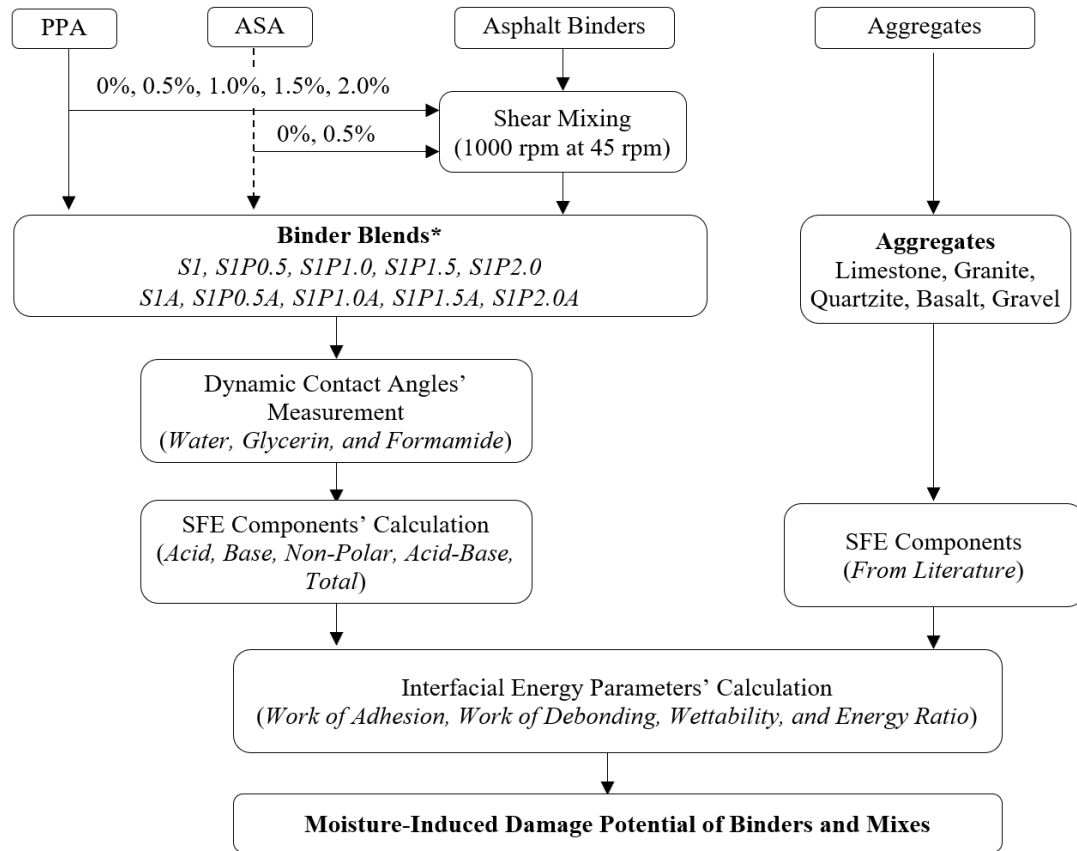 PPA
ASA
Asphalt Binders
Aggregates
0%, 0.5%, 1.0%, 1.5%, 2.0%
0%, 0.5%
Shear Mixing
(1000 rpm at 45 rpm)
Binder Blends*
S1, S1P0.5, S1P1.0, S1P1.5, S1P2.0
S1A, S1P0.5A, S1P1.0A, S1P1.5A, S1P2.0A
Aggregates
Limestone, Granite,
Quartzite, Basalt, Gravel
Dynamic Contact Angles’
Measurement
(Water, Glycerin, and Formamide)
SFE Components’ Calculation
(Acid, Base, Non-Polar, Acid-Base,
Total)
SFE Components
(From Literature)
Interfacial Energy Parameters’ Calculation
(Work of Adhesion, Work of Debonding, Wettability, and Energy Ratio)
Moisture-Induced Damage Potential of Binders and Mixes